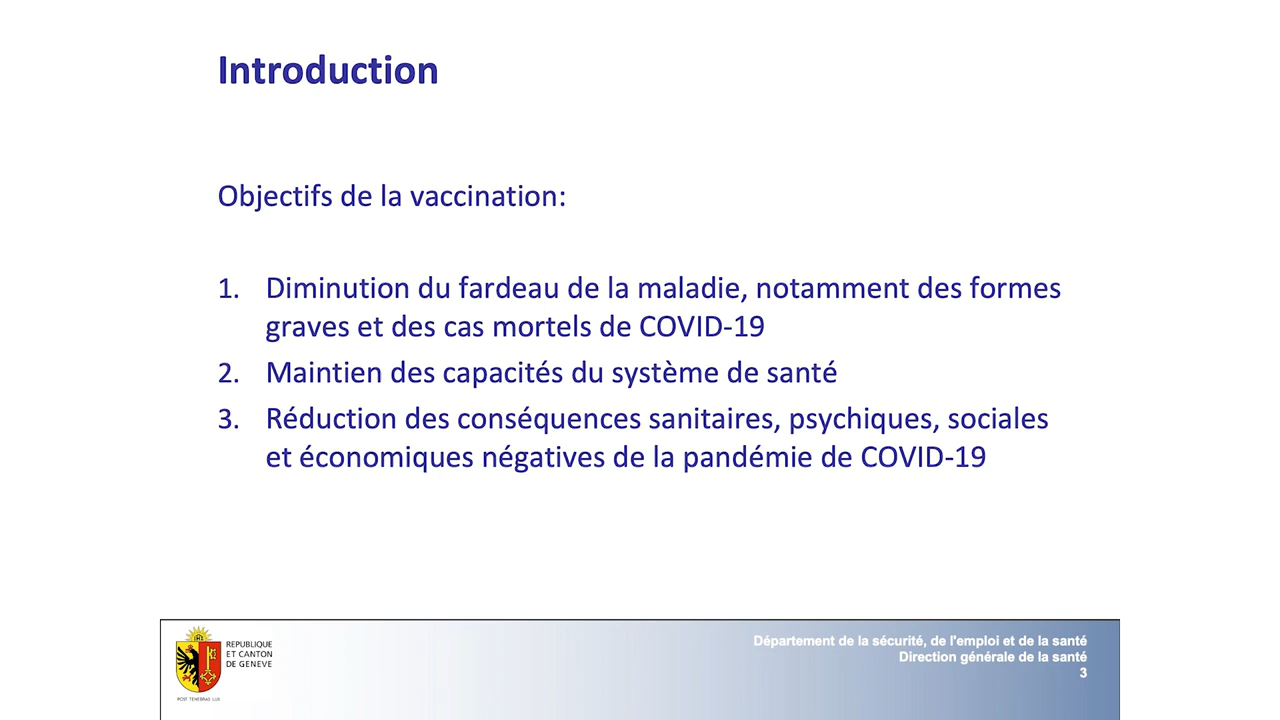 Introduction
Objectifs de la vaccination:
1. Diminution du fardeau de la maladie, notamment des formes
graves et des cas mortels de COVID-19
2. Maintien des capacités du système de santé
3. Réduction des conséquences sanitaires, psychiques, sociales
et économiques négatives de la pandémie de COVID-19
REPUBLIQUE
ET CANTON
DE GENEVE
POST TENEBRAS LUX
Département de la sécurité, de l'emploi et de la santé
Direction générale de la santé
3